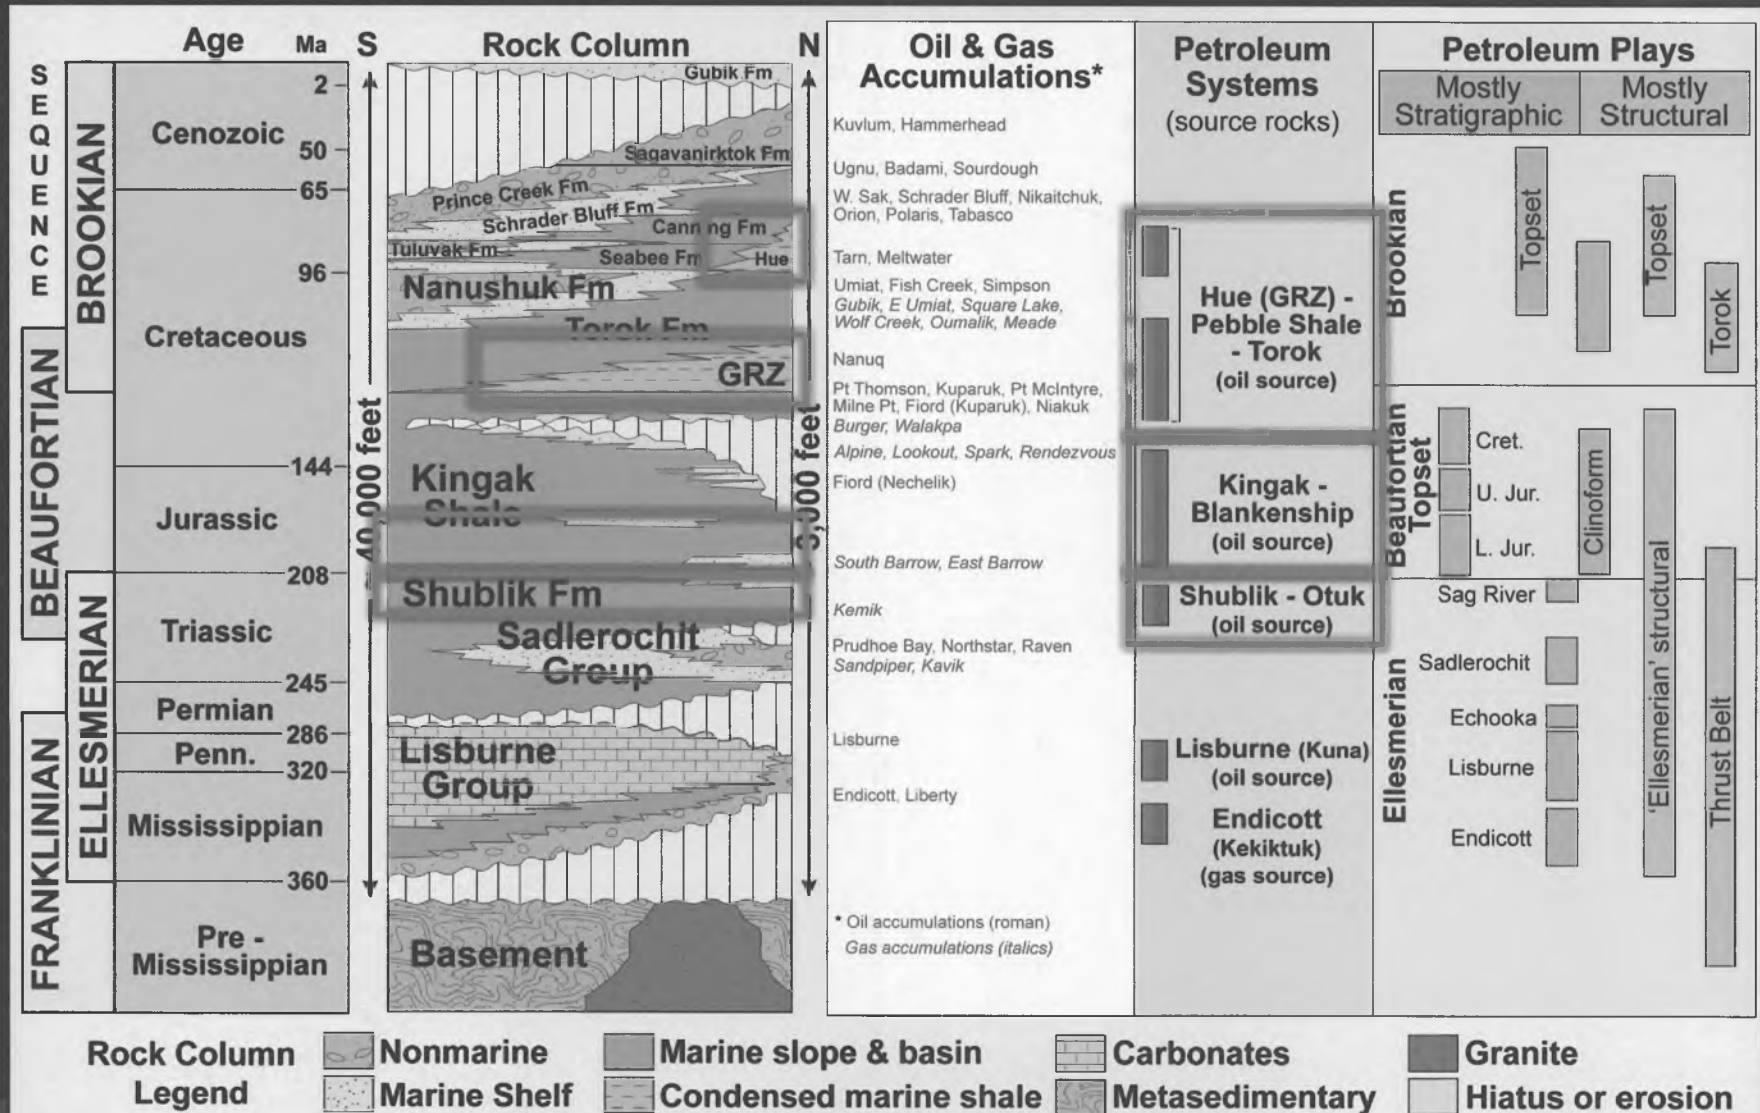 SEQUENCE
Age
Ma
S
Rock Column
N
Oil & Gas
Accumulations*
Petroleum
Systems
(source rocks)
Petroleum Plays
Mostly
Stratigraphic
Mostly
Structural
BROOKIAN
BEAUFORTIAN
ELLESMERIAN
FRANKLINIAN
Cenozoic
Cretaceous
Jurassic
Triassic
Permian
Penn.
Mississippian
Pre -
Mississippian
2
50
65
96
144
208
245
286
320
360
40,000 feet
Gubik Fm
Sagavanirktok Fm
Prince Creek Fm
Schrader Bluff Fm
Canning Fm
Tuluvak Fm
Seabee Fm
Hue
Nanushuk Fm
Torok Fm
GRZ
Kingak
Shale
Shublik Fm
Sadlerochit
Group
Lisburne
Group
Basement
,000 feet
Kuvlum, Hammerhead
Ugnu, Badami, Sourdough
W. Sak, Schrader Bluff, Nikaitchuk,
Orion, Polaris, Tabasco
Tarn, Meltwater
Umiat, Fish Creek, Simpson
Gubik, E Umiat, Square Lake,
Wolf Creek, Oumalik, Meade
Nanuq
Pt Thomson, Kuparuk, Pt McIntyre,
Milne Pt, Fiord (Kuparuk), Niakuk
Burger, Walakpa
Alpine, Lookout, Spark, Rendezvous
Fiord (Nechelik)
South Barrow, East Barrow
Kemik
Prudhoe Bay, Northstar, Raven
Sandpiper, Kavik
Lisburne
Endicott, Liberty
* Oil accumulations (roman)
Gas accumulations (italics)
Hue (GRZ) -
Pebble Shale
- Torok
(oil source)
Kingak -
Blankenship
(oil source)
Shublik - Otuk
(oil source)
Lisburne (Kuna)
(oil source)
Endicott
(Kekiktuk)
(gas source)
Brookian
Beaufortian
Topset
Ellesmerian
Topset
Topset
Torok
Cret.
U. Jur.
L. Jur.
Clinoform
Sag River
Sadlerochit
Echooka
Lisburne
Endicott
'Ellesmerian' structural
Thrust Belt
Rock Column
Legend
Nonmarine
Marine Shelf
Marine slope & basin
Condensed marine shale
Carbonates
Metasedimentary
Granite
Hiatus or erosion